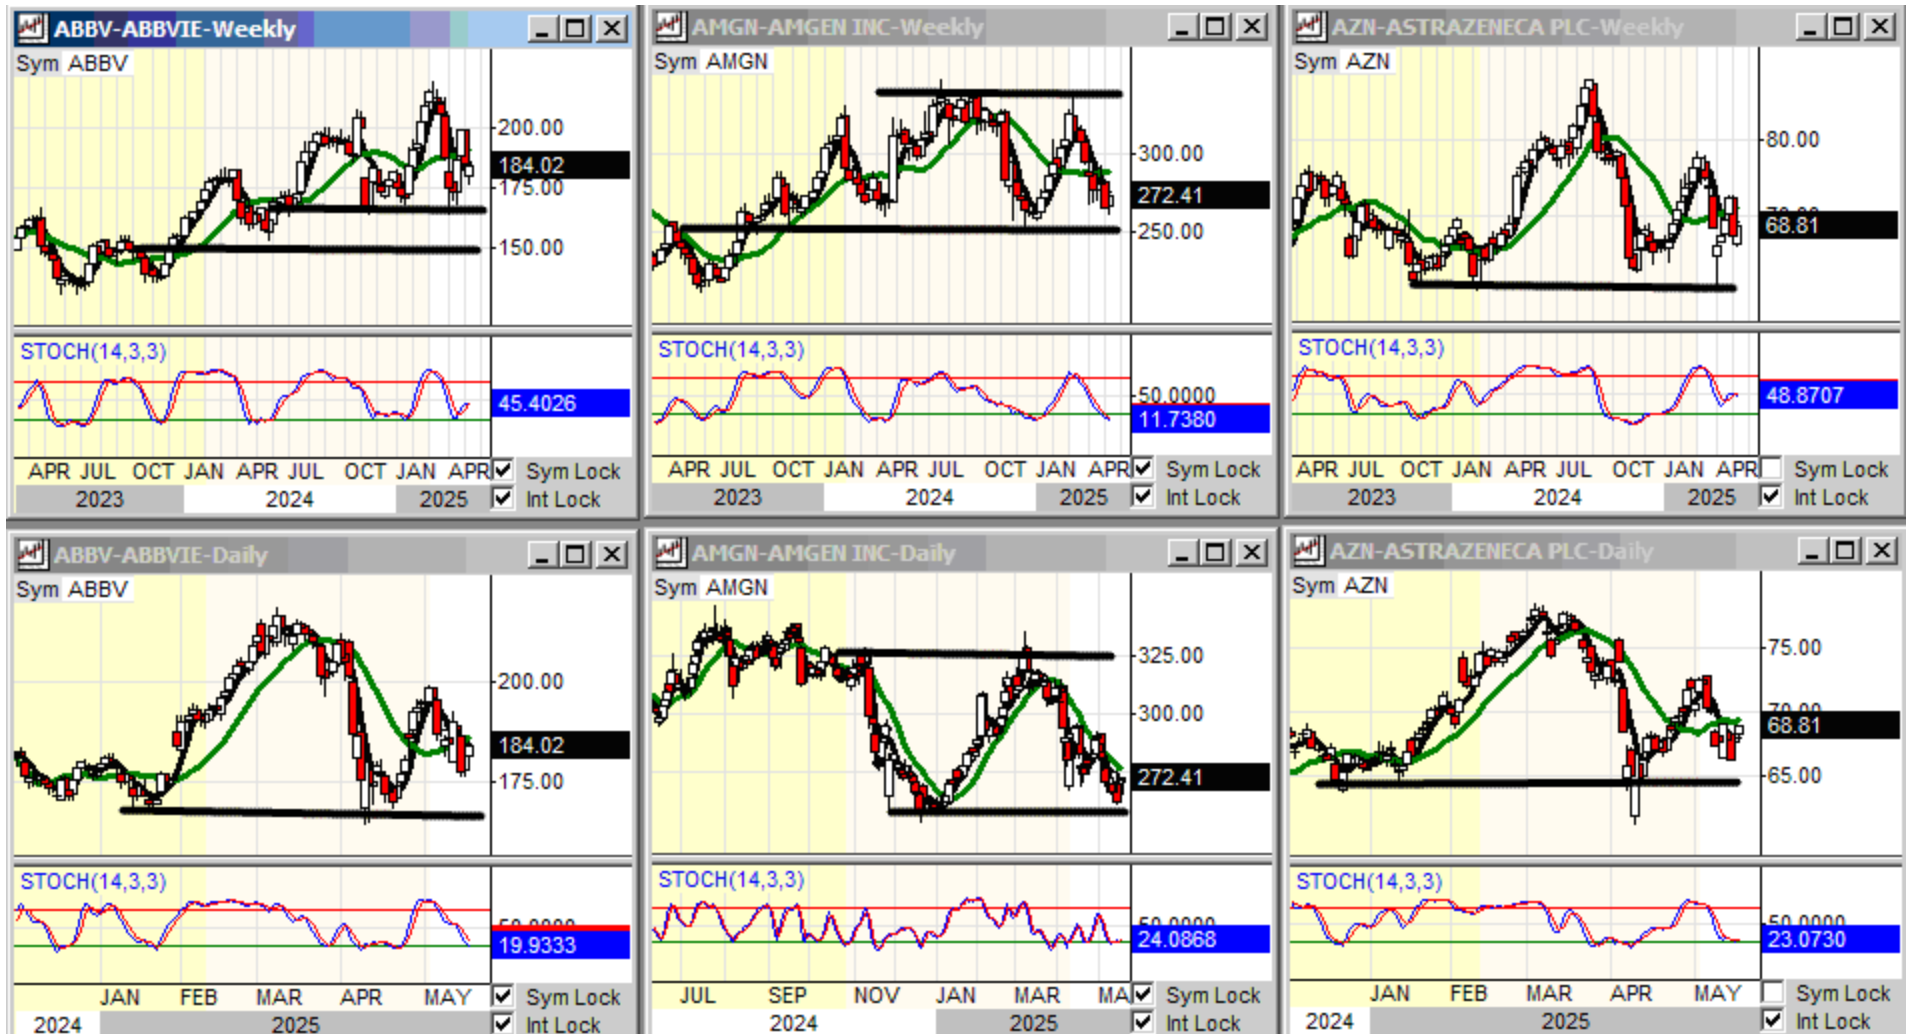 ABBV-ABBVIE-Weekly
Sym ABBV
200.00
184.02
175.00
150.00
STOCH(14,3,3)
45.4026
APR JUL OCT JAN APR JUL OCT JAN APR Sym Lock
2023 2024 2025 Int Lock
AMGN-AMGEN INC-Weekly
Sym AMGN
300.00
272.41
250.00
STOCH(14,3,3)
50.0000
11.7380
APR JUL OCT JAN APR JUL OCT JAN APR Sym Lock
2023 2024 2025 Int Lock
AZN-ASTRAZENECA PLC-Weekly
Sym AZN
80.00
68.81
STOCH(14,3,3)
48.8707
APR JUL OCT JAN APR JUL OCT JAN APR Sym Lock
2023 2024 2025 Int Lock
ABBV-ABBVIE-Daily
Sym ABBV
200.00
184.02
175.00
STOCH(14,3,3)
19.9333
JAN FEB MAR APR MAY Sym Lock
2024 2025 Int Lock
AMGN-AMGEN INC-Daily
Sym AMGN
325.00
300.00
272.41
STOCH(14,3,3)
50.0000
24.0868
JUL SEP NOV JAN MAR MA Sym Lock
2024 2025 Int Lock
AZN-ASTRAZENECA PLC-Daily
Sym AZN
75.00
70.00
68.81
65.00
STOCH(14,3,3)
50.0000
23.0730
JAN FEB MAR APR MAY Sym Lock
2024 2025 Int Lock